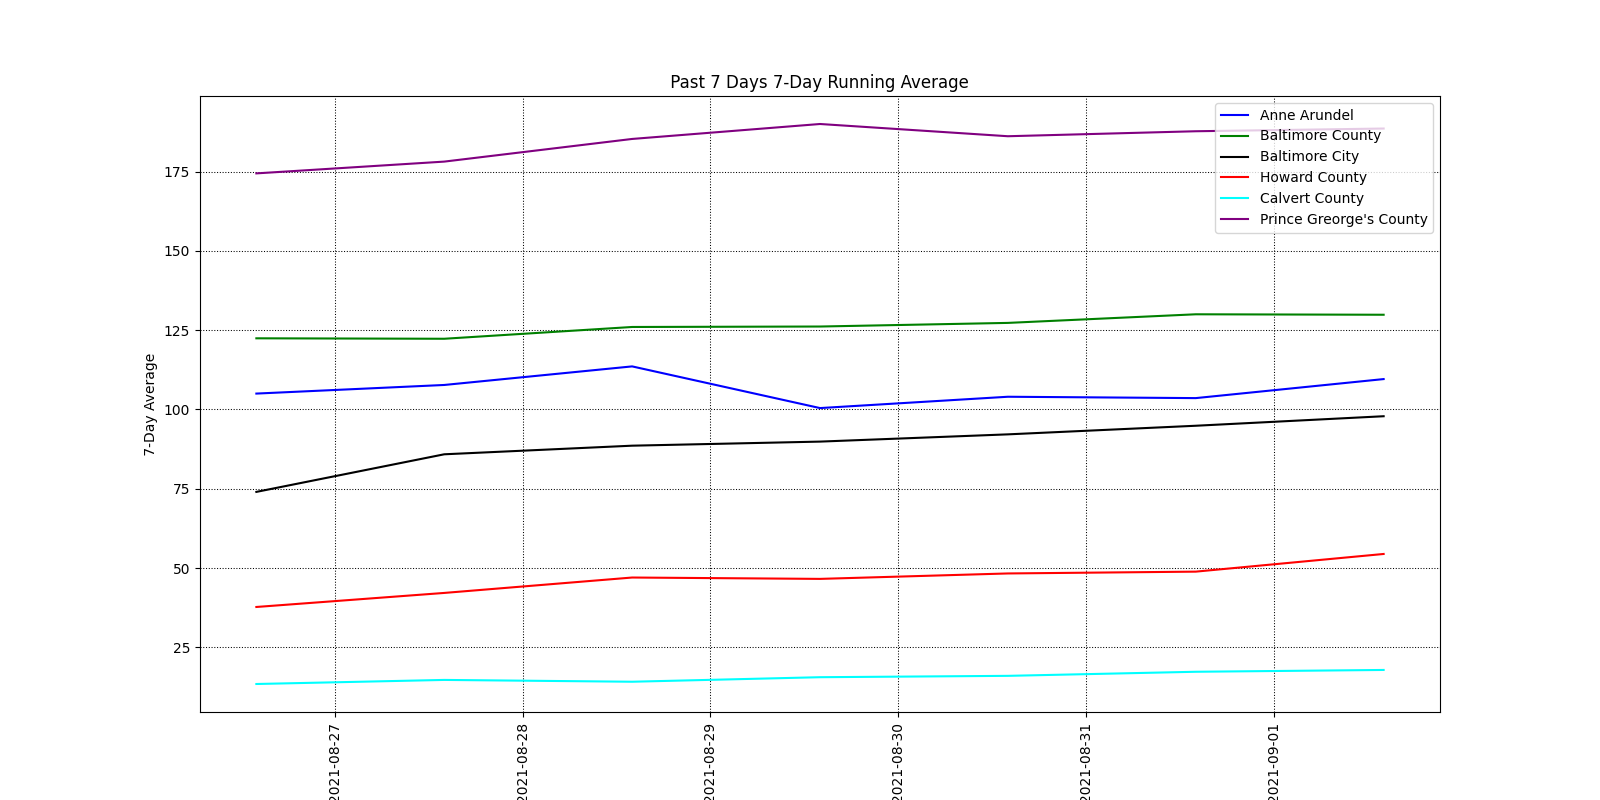 Past 7 Days 7-Day Running Average
Anne Arundel
Baltimore County
Baltimore City
Howard County
Calvert County
Prince Greorge's County
7-Day Average
175
150
125
100
75
50
25
2021-08-27
2021-08-28
2021-08-29
2021-08-30
2021-08-31
2021-09-01